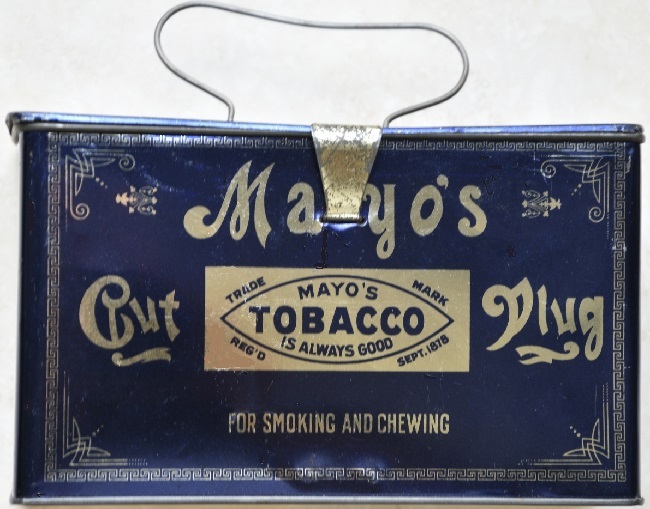 Mayo's
Cut Plug
TRADE MARK
MAYO'S
TOBACCO
IS ALWAYS GOOD
REG'D SEPT. 1878
FOR SMOKING AND CHEWING